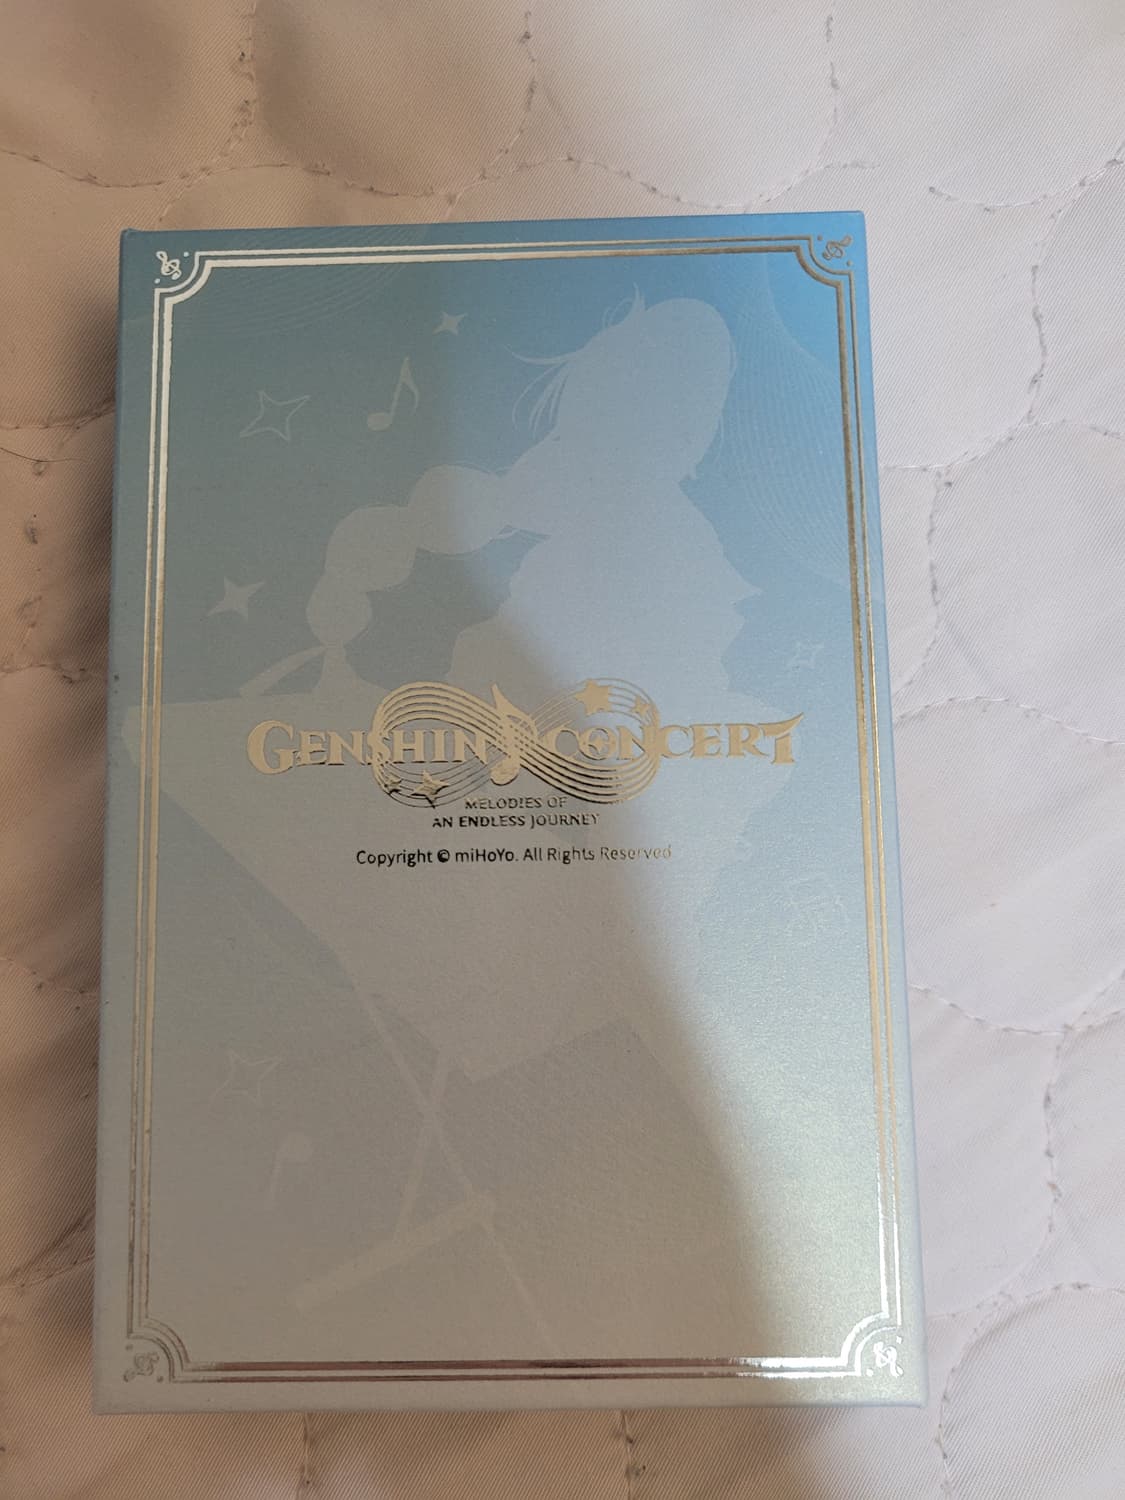 GENSHIN CONCERT
MELODIES OF
AN ENDLESS JOURNEY
Copyright © miHoYo. All Rights Reserved